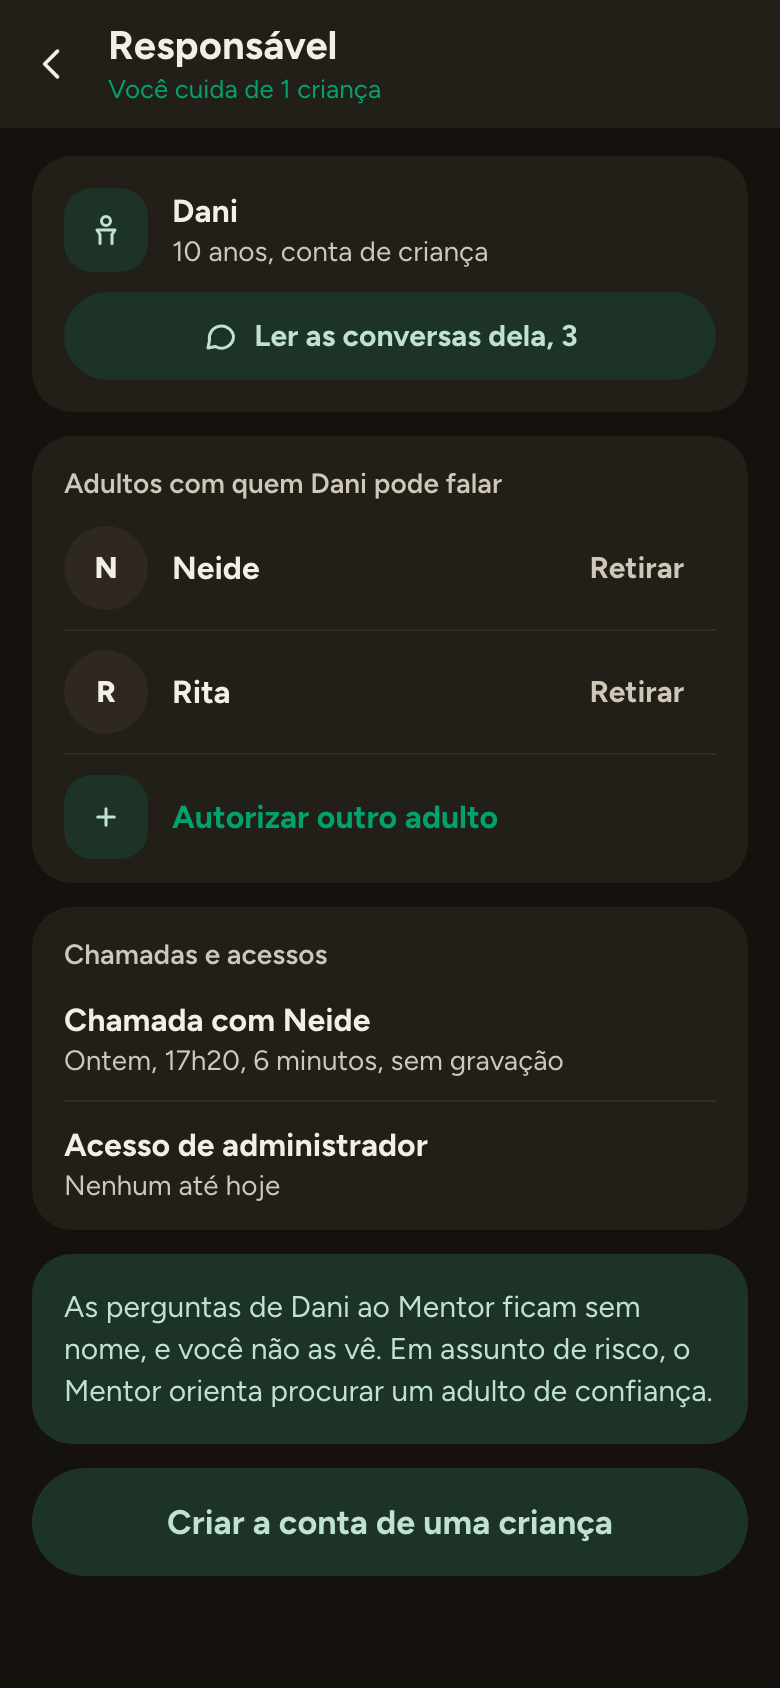 Responsável
Você cuida de 1 criança
Dani
10 anos, conta de criança
Ler as conversas dela, 3
Adultos com quem Dani pode falar
N
Neide
Retirar
R
Rita
Retirar
+
Autorizar outro adulto
Chamadas e acessos
Chamada com Neide
Ontem, 17h20, 6 minutos, sem gravação
Acesso de administrador
Nenhum até hoje
As perguntas de Dani ao Mentor ficam sem
nome, e você não as vê. Em assunto de risco, o
Mentor orienta procurar um adulto de confiança.
Criar a conta de uma criança